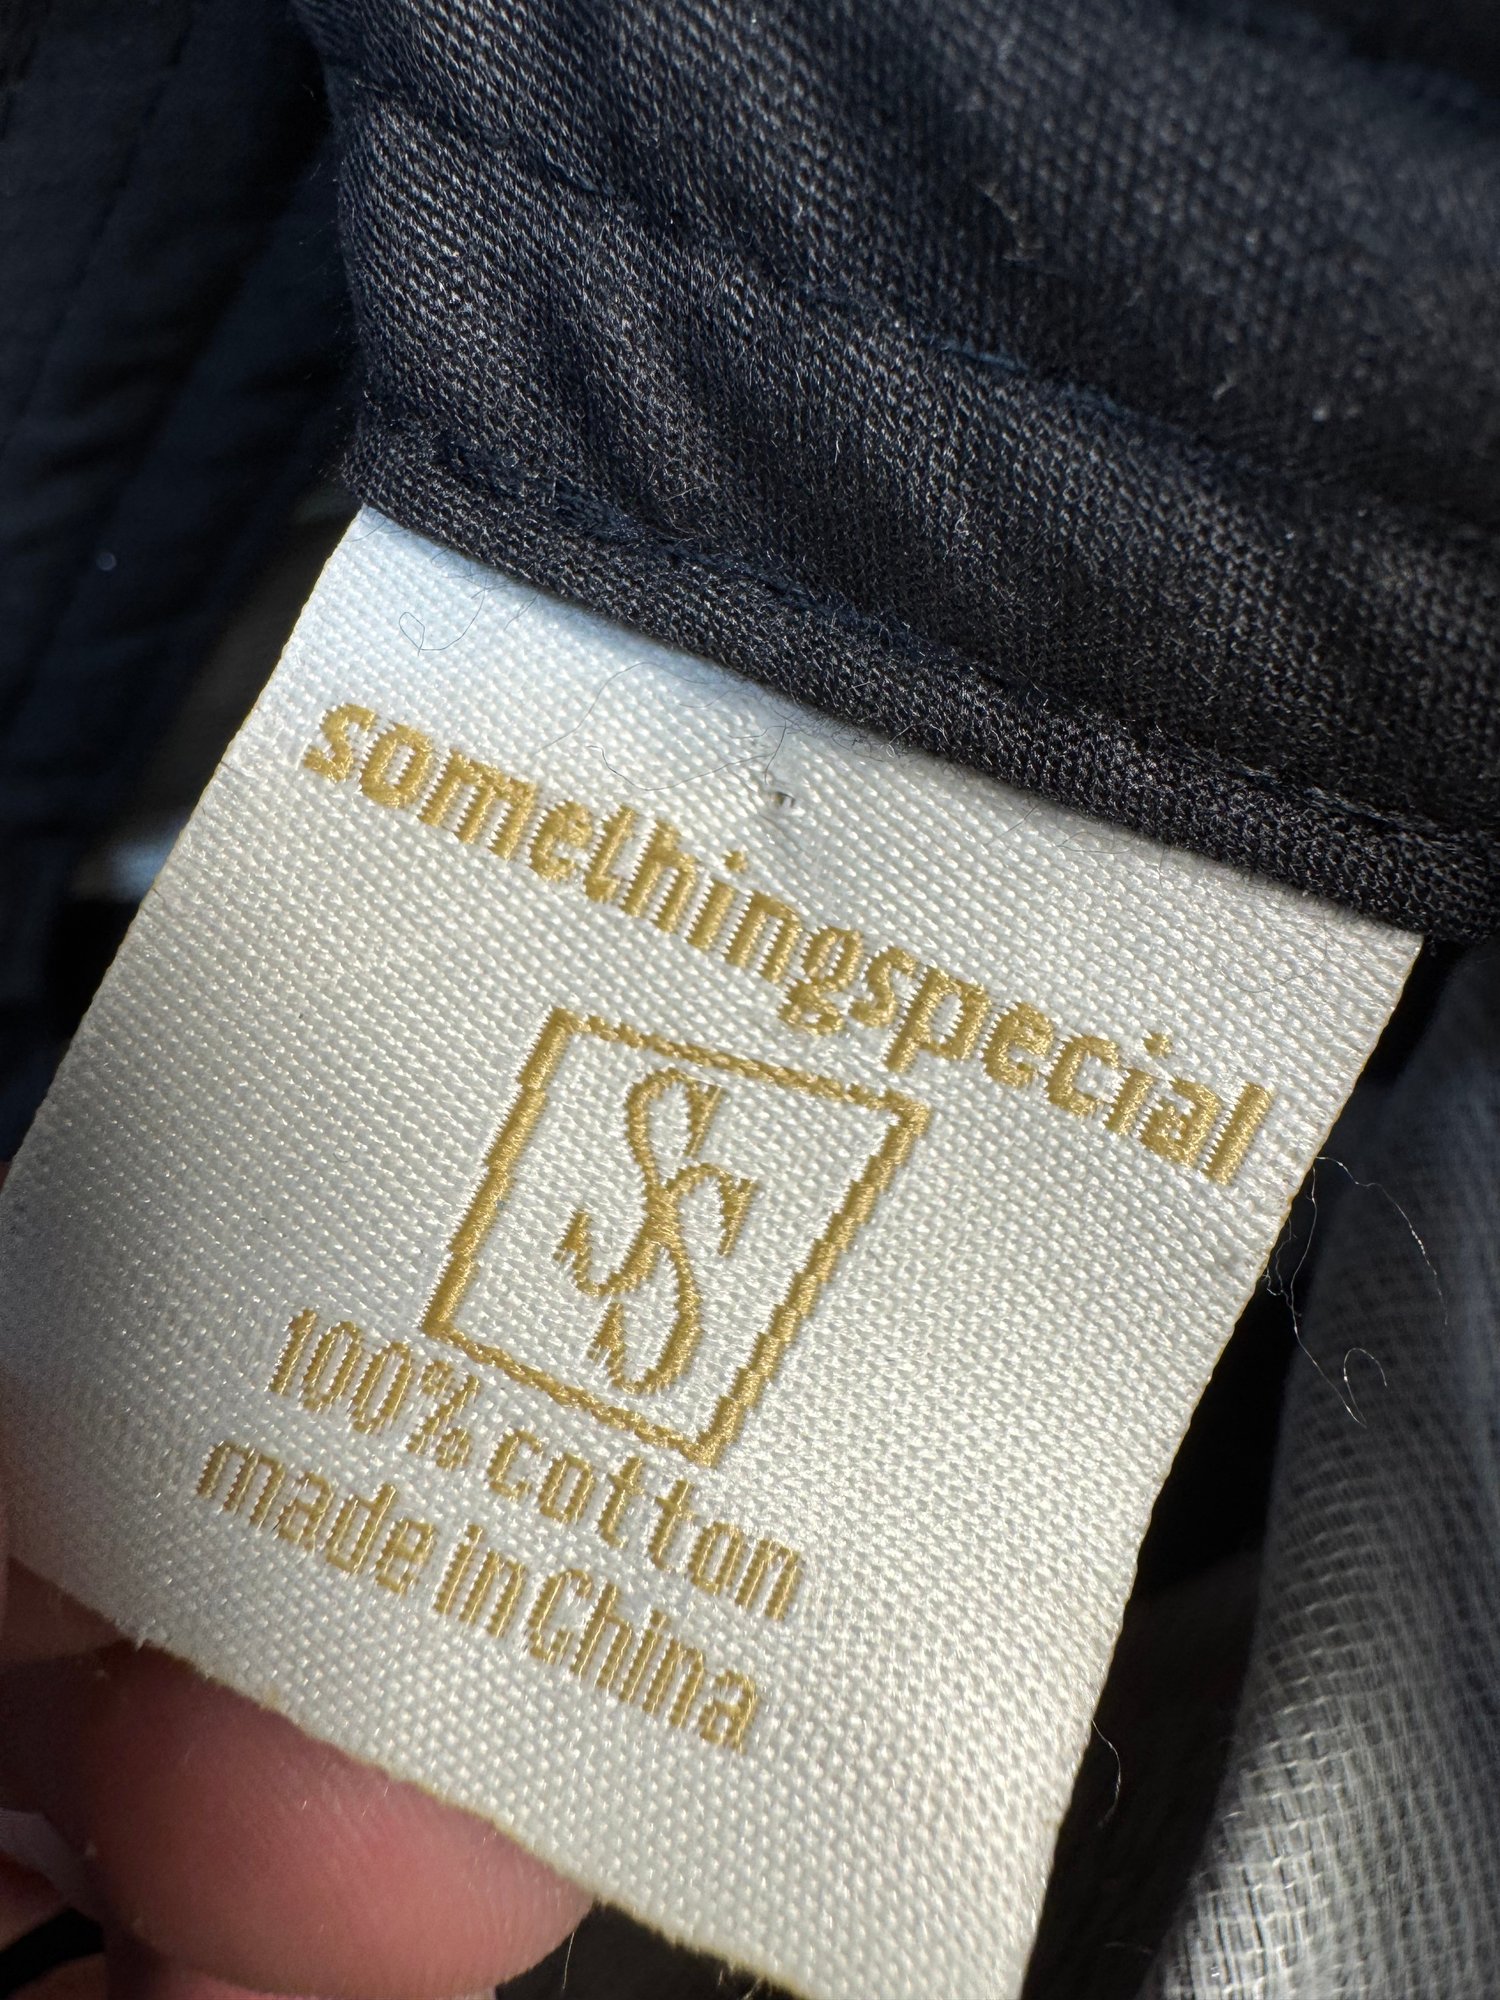 somethingspecial
SS
100% cotton
made in China